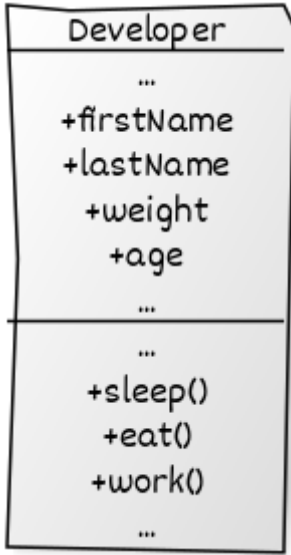 Developer
...
+firstName
+lastName
+weight
+age
...
...
+sleep()
+eat()
+work()
...